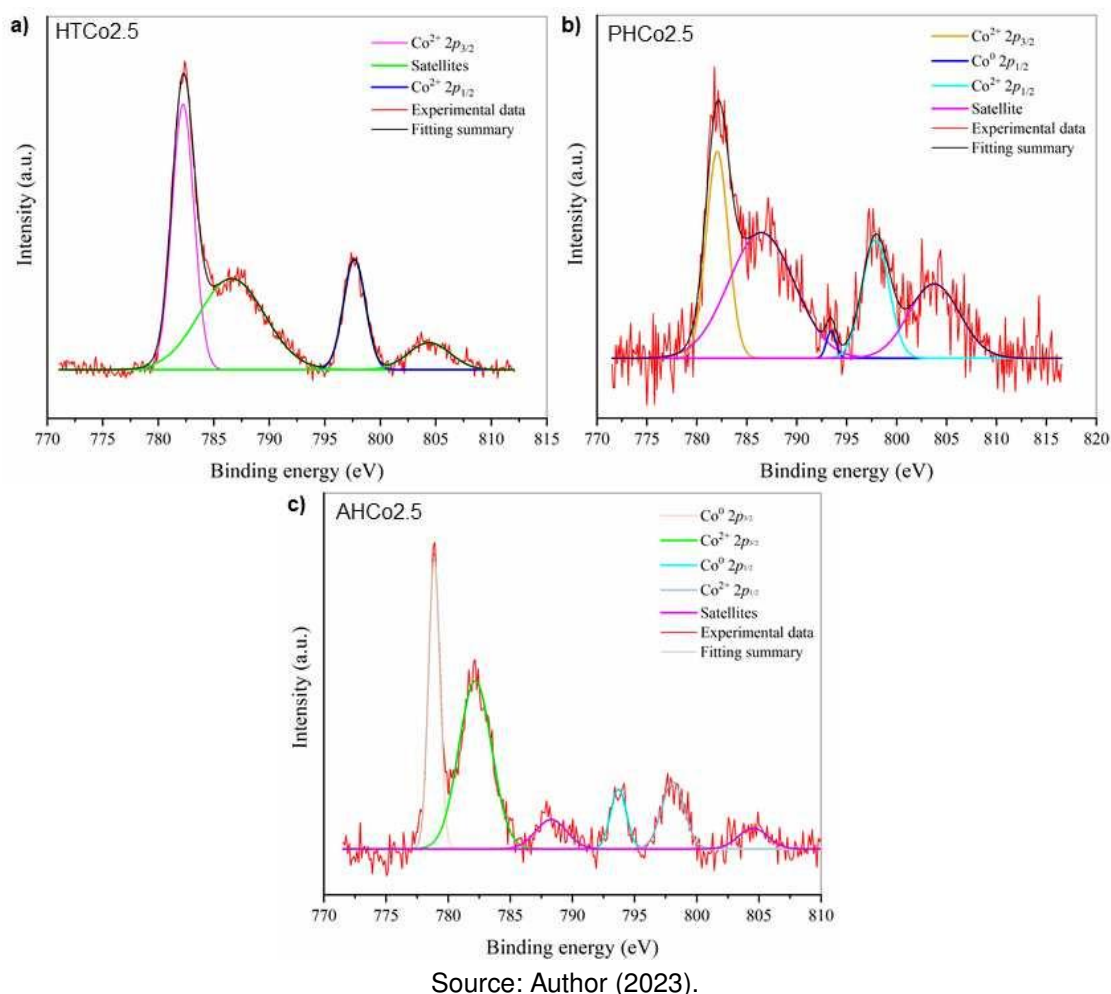 a) HTCo2.5
Co²⁺ 2p₃/₂
Satellites
Co²⁺ 2p₁/₂
Experimental data
Fitting summary
Intensity (a.u.)
770 775 780 785 790 795 800 805 810 815
Binding energy (eV)
b) PHCo2.5
Co²⁺ 2p₃/₂
Co⁰ 2p₁/₂
Co²⁺ 2p₁/₂
Satellite
Experimental data
Fitting summary
Intensity (a.u.)
770 775 780 785 790 795 800 805 810 815 820
Binding energy (eV)
c) AHCo2.5
Co⁰ 2p₃/₂
Co²⁺ 2p₃/₂
Co⁰ 2p₁/₂
Co²⁺ 2p₁/₂
Satellites
Experimental data
Fitting summary
Intensity (a.u.)
770 775 780 785 790 795 800 805 810
Binding energy (eV)
Source: Author (2023).